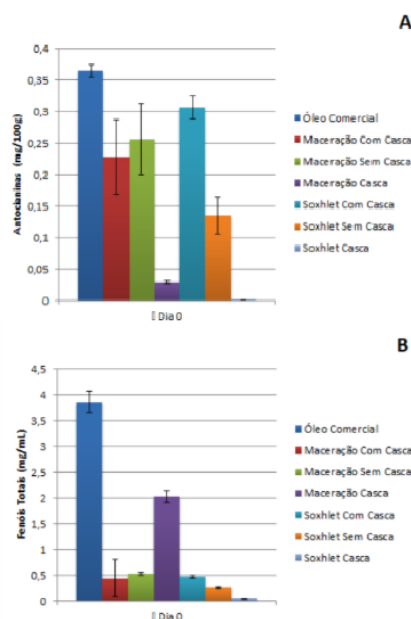 A
0,4
0,35
0,3
0,25
0,2
0,15
0,1
0,05
0
Antocianinas (mg/100g)
Dia 0
Óleo Comercial
Maceração Com Casca
Maceração Sem Casca
Maceração Casca
Soxhlet Com Casca
Soxhlet Sem Casca
Soxhlet Casca
B
4,5
4
3,5
3
2,5
2
1,5
1
0,5
0
Fenóis Totais (mg/mL)
Dia 0
Óleo Comercial
Maceração Com Casca
Maceração Sem Casca
Maceração Casca
Soxhlet Com Casca
Soxhlet Sem Casca
Soxhlet Casca